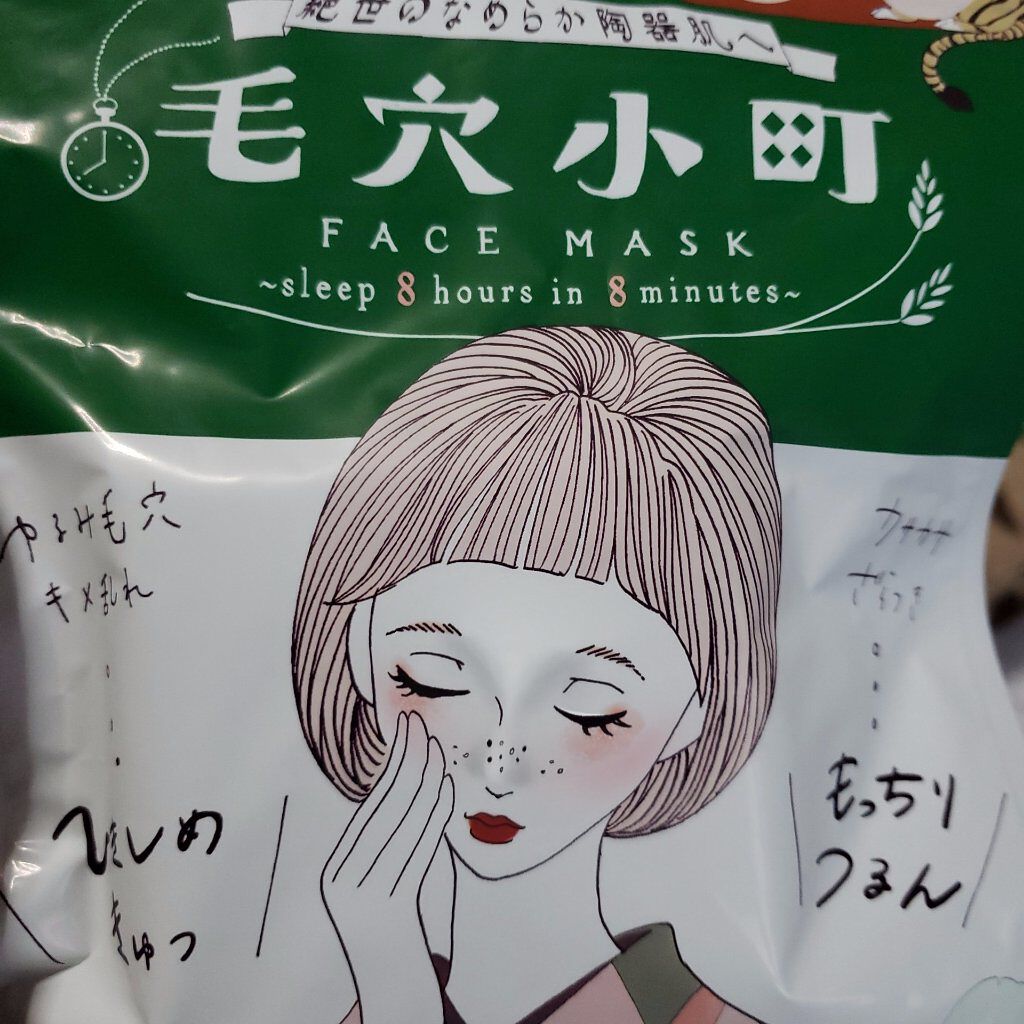 絶世のなめらか陶器肌へ
毛穴小町
FACE MASK
~sleep 8 hours in 8 minutes~
ゆるみ毛穴
キメ乱れ
カサカサ
ざらつき
ひきしめ
きゅっ
もっちり
つるん